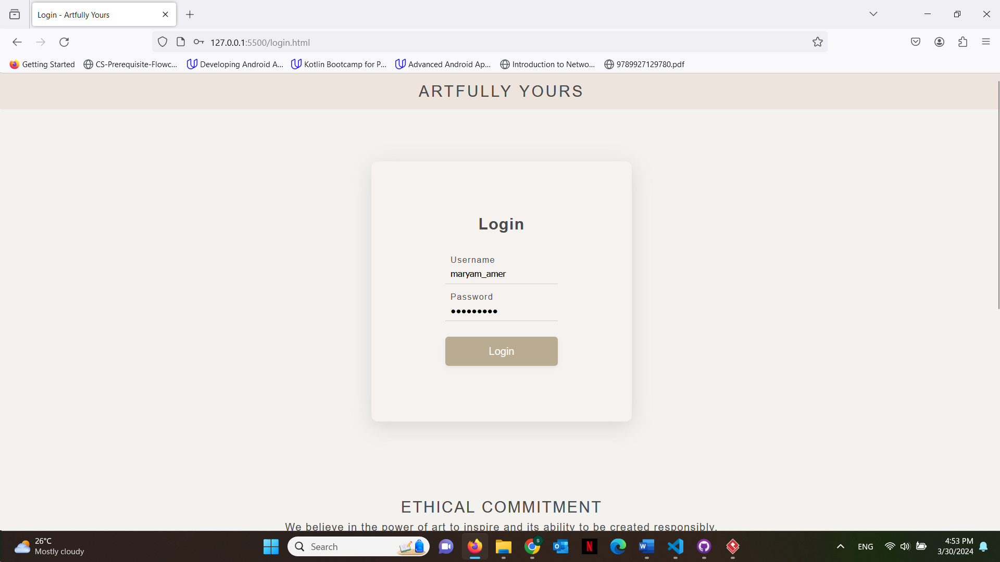 Login - Artfully Yours
127.0.0.1:5500/login.html
Getting Started
CS-Prerequisite-Flowc...
Developing Android A...
Kotlin Bootcamp for P...
Advanced Android Ap...
Introduction to Netwo...
9789927129780.pdf
ARTFULLY YOURS
Login
Username
maryam_amer
Password
•••••••••
Login
ETHICAL COMMITMENT
We believe in the power of art to inspire and its ability to be created responsibly.
26°C
Mostly cloudy
Search
ENG
4:53 PM
3/30/2024